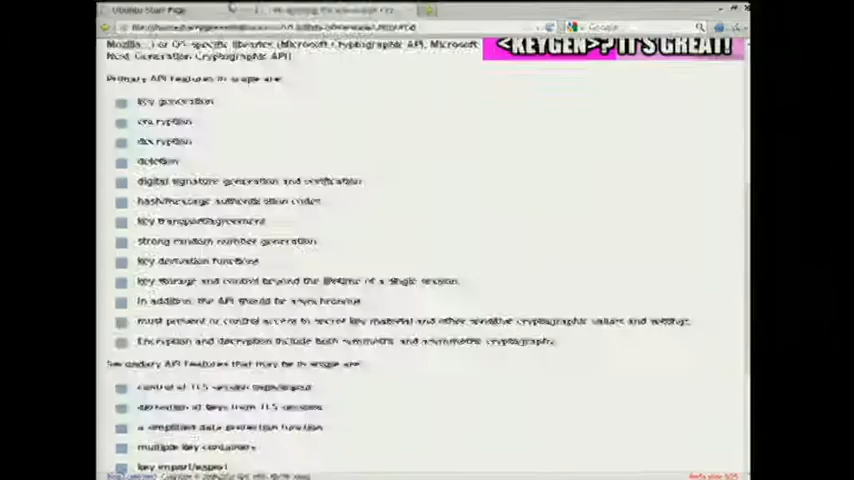 Ubuntu Start Page
Google
Mozilla ) or OS-specific libraries (Microsoft Cryptographic API, Microsoft
Next Generation Cryptographic API)
<KEYGEN>? IT'S GREAT!
Primary API features in scope are:
key generation
encryption
decryption
deletion
digital signature generation and verification
hash/message authentication codes
key transport/agreement
strong random number generation
key derivation functions
key storage and control beyond the lifetime of a single session
In addition, the API should be asynchronous
must prevent or control access to secret key material and other sensitive cryptographic values and settings
Encryption and decryption include both symmetric and asymmetric cryptography
Secondary API Features that may be in scope are:
control of TLS session
derivation of keys from TLS sessions
a simplified data protection function
multiple key containers
key import/export